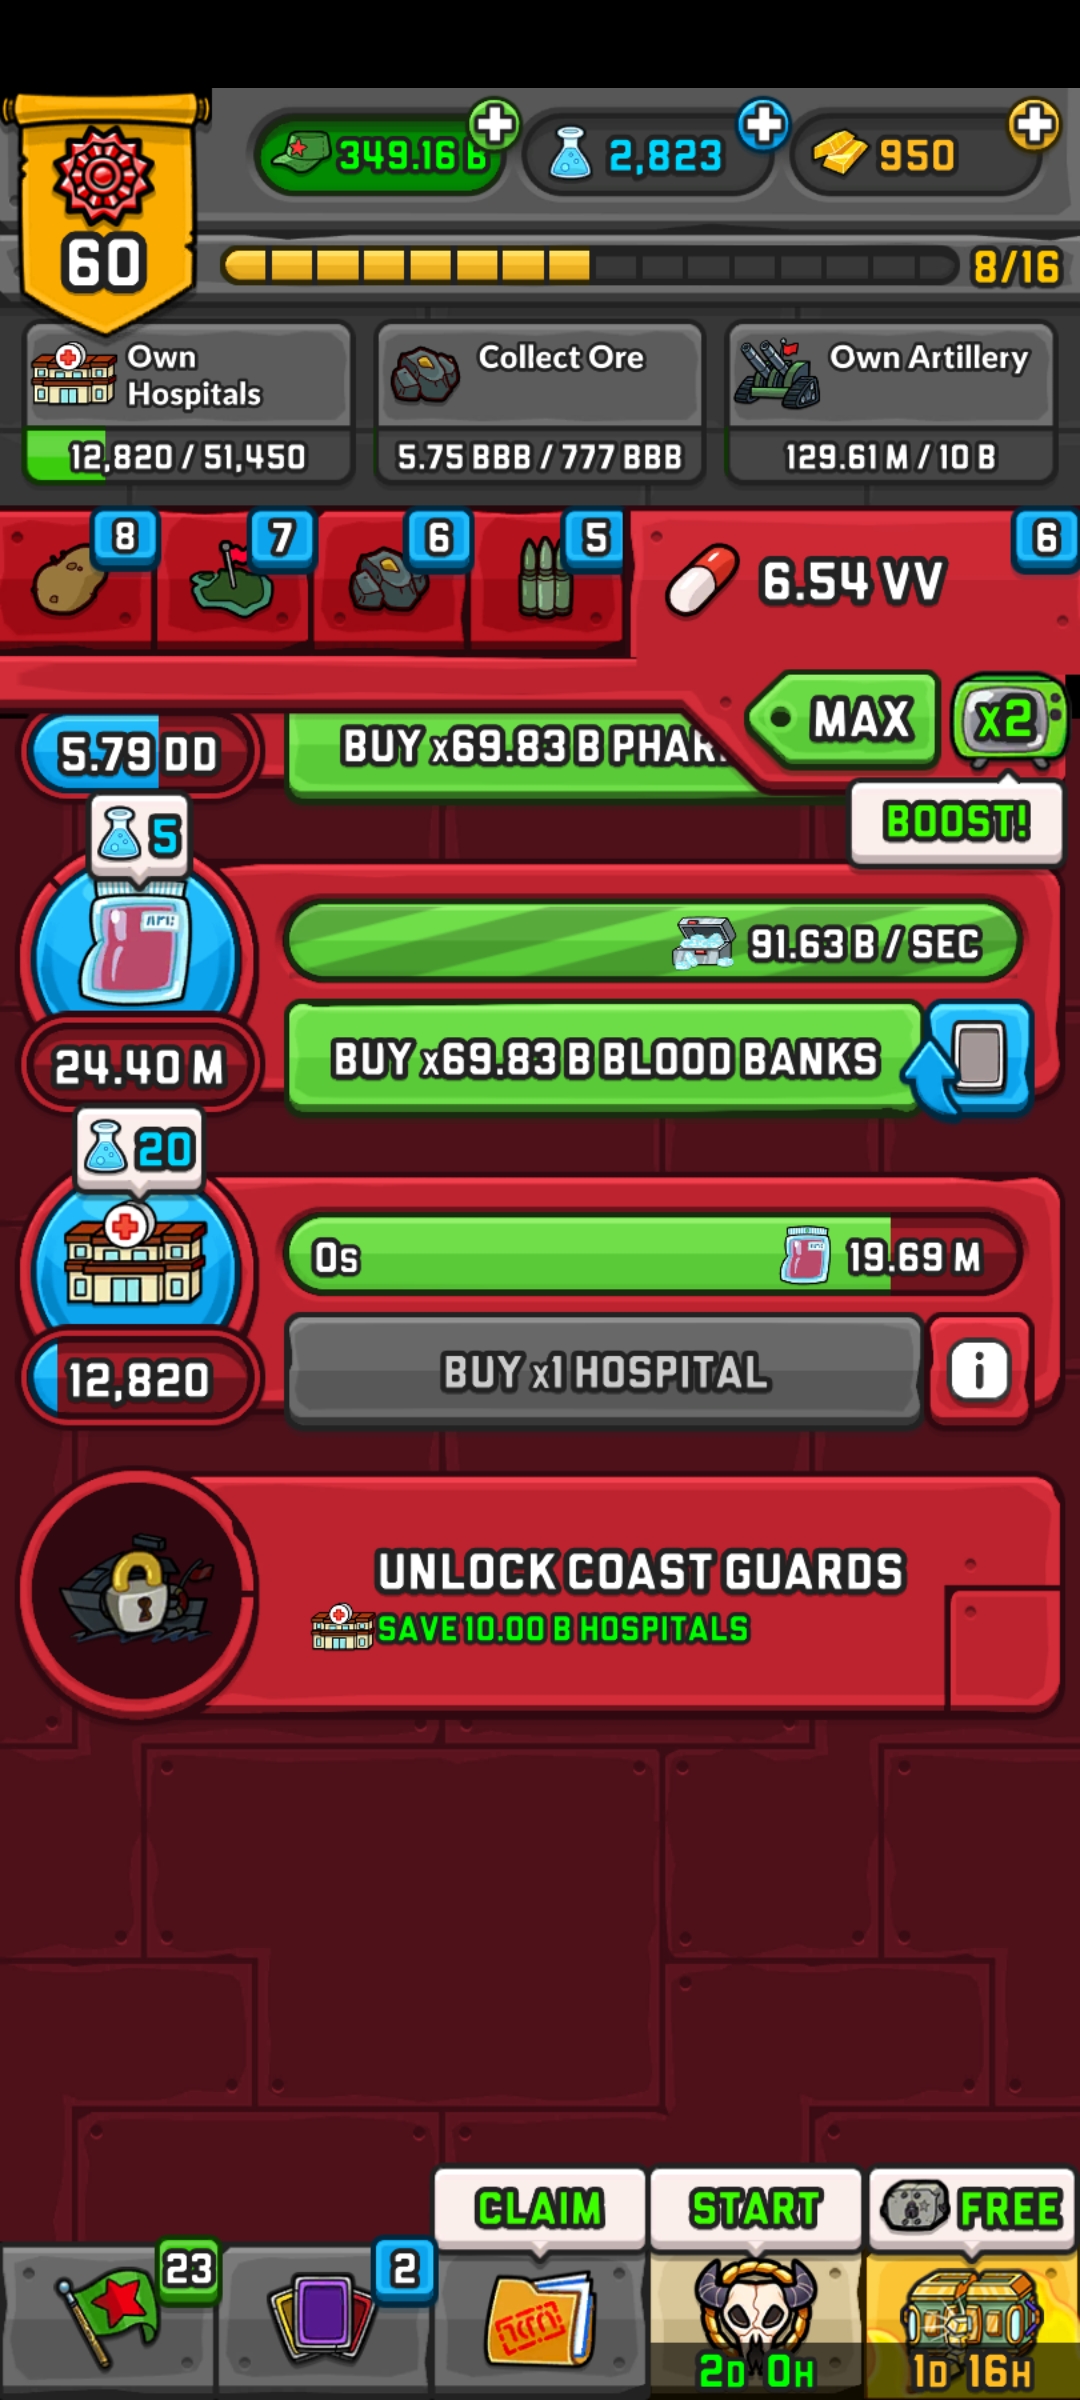 60
349.16 B
2,823
950
8/16
Own
Hospitals
12,820 / 51,450
Collect Ore
5.75 BBB / 777 BBB
Own Artillery
129.61 M / 10 B
8
7
6
5
6
6.54 VV
MAX
x2
BOOST!
5.79 DD
BUY x69.83 B PHAR
5
91.63 B / SEC
24.40 M
BUY x69.83 B BLOOD BANKS
20
0s
19.69 M
12,820
BUY x1 HOSPITAL
i
UNLOCK COAST GUARDS
SAVE 10.00 B HOSPITALS
CLAIM
START
FREE
23
2
2D 0H
1D 16H